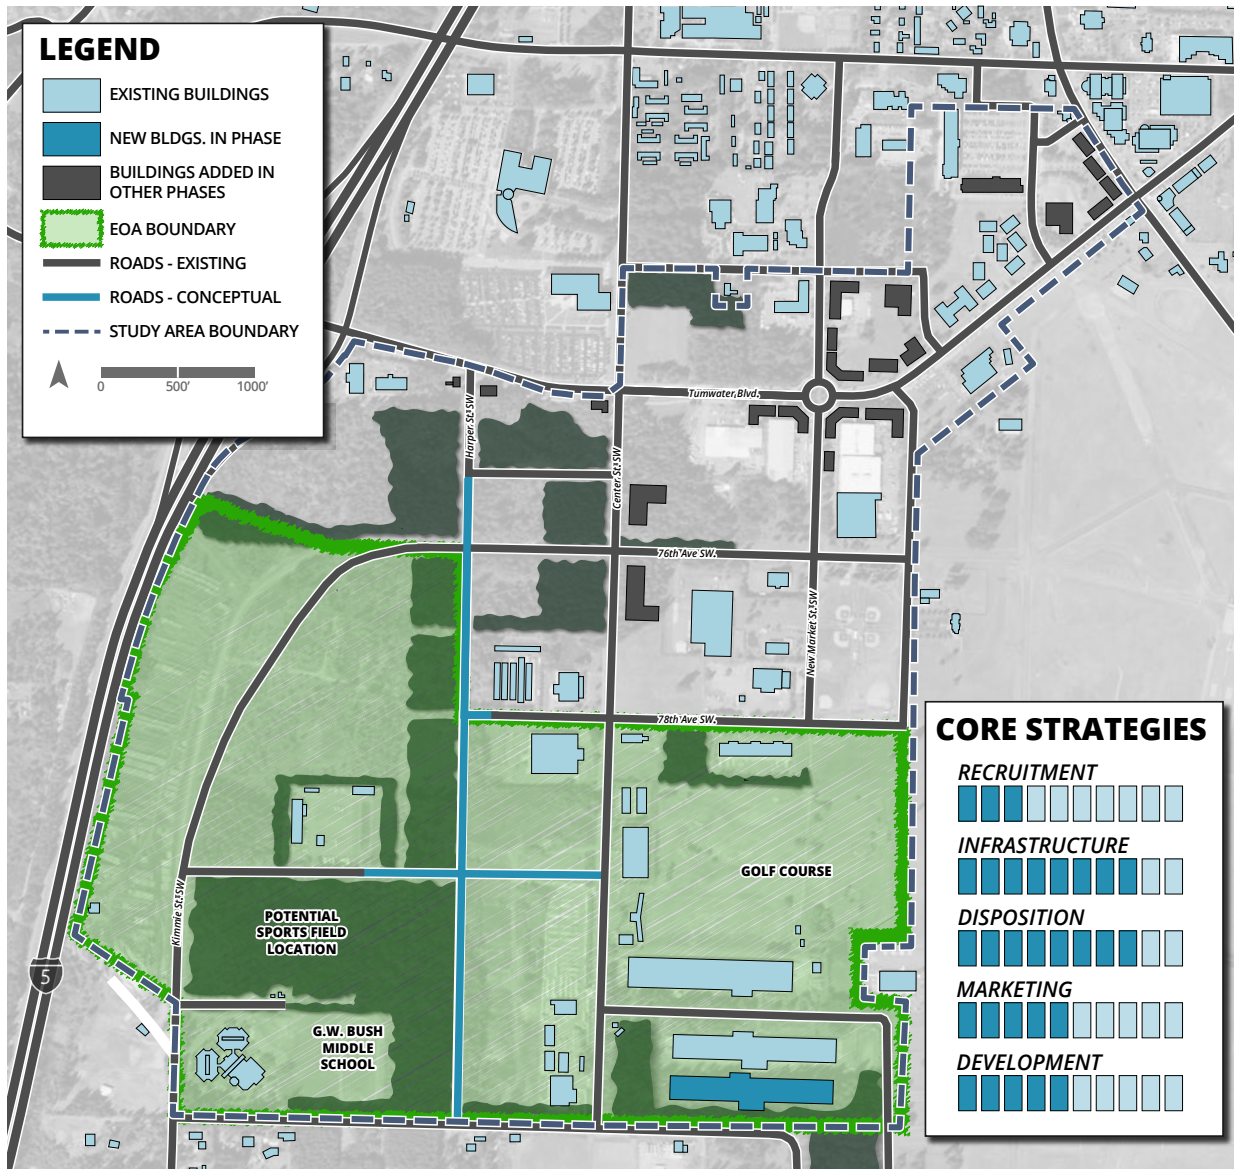 LEGEND
EXISTING BUILDINGS
NEW BLDGS. IN PHASE
BUILDINGS ADDED IN
OTHER PHASES
EOA BOUNDARY
ROADS - EXISTING
ROADS - CONCEPTUAL
STUDY AREA BOUNDARY
0 500' 1000'
Tumwater Blvd.
Harper St. SW
Center St. SW
76th Ave SW.
New Market St. SW
78th Ave SW.
Kimmie St. SW
GOLF COURSE
POTENTIAL
SPORTS FIELD
LOCATION
5
G.W. BUSH
MIDDLE
SCHOOL
CORE STRATEGIES
RECRUITMENT
INFRASTRUCTURE
DISPOSITION
MARKETING
DEVELOPMENT